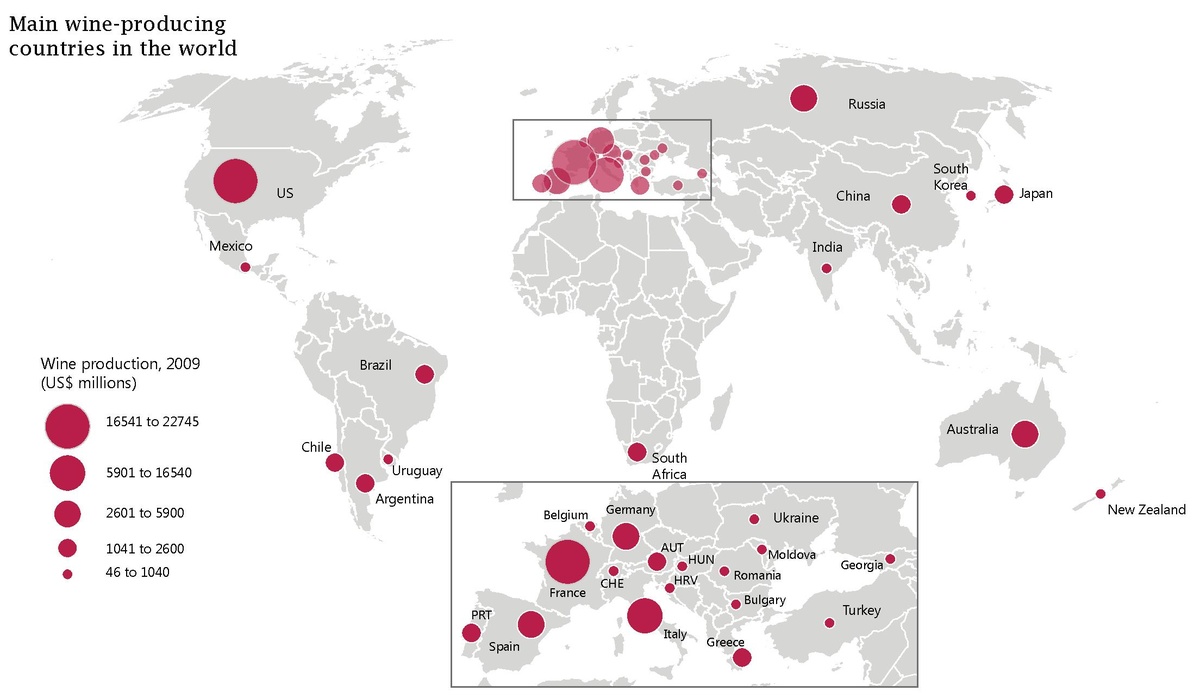 Main wine-producing
countries in the world
Russia
South
Korea
US
China
Japan
Mexico
India
Wine production, 2009
(US$ millions)
16541 to 22745
5901 to 16540
2601 to 5900
1041 to 2600
46 to 1040
Brazil
Chile
Uruguay
Argentina
South
Africa
Australia
New Zealand
Belgium
Germany
Ukraine
AUT
HUN
Moldova
Georgia
France
CHE
HRV
Romania
Bulgary
Turkey
PRT
Spain
Italy
Greece